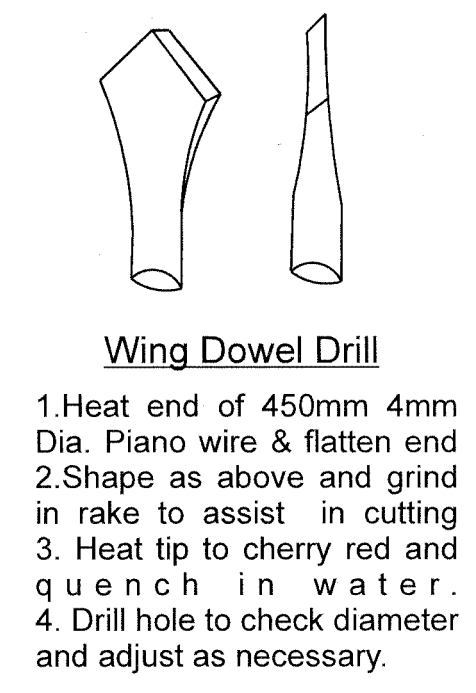 Wing Dowel Drill
1.Heat end of 450mm 4mm
Dia. Piano wire & flatten end
2.Shape as above and grind
in rake to assist in cutting
3. Heat tip to cherry red and
quench in water.
4. Drill hole to check diameter
and adjust as necessary.